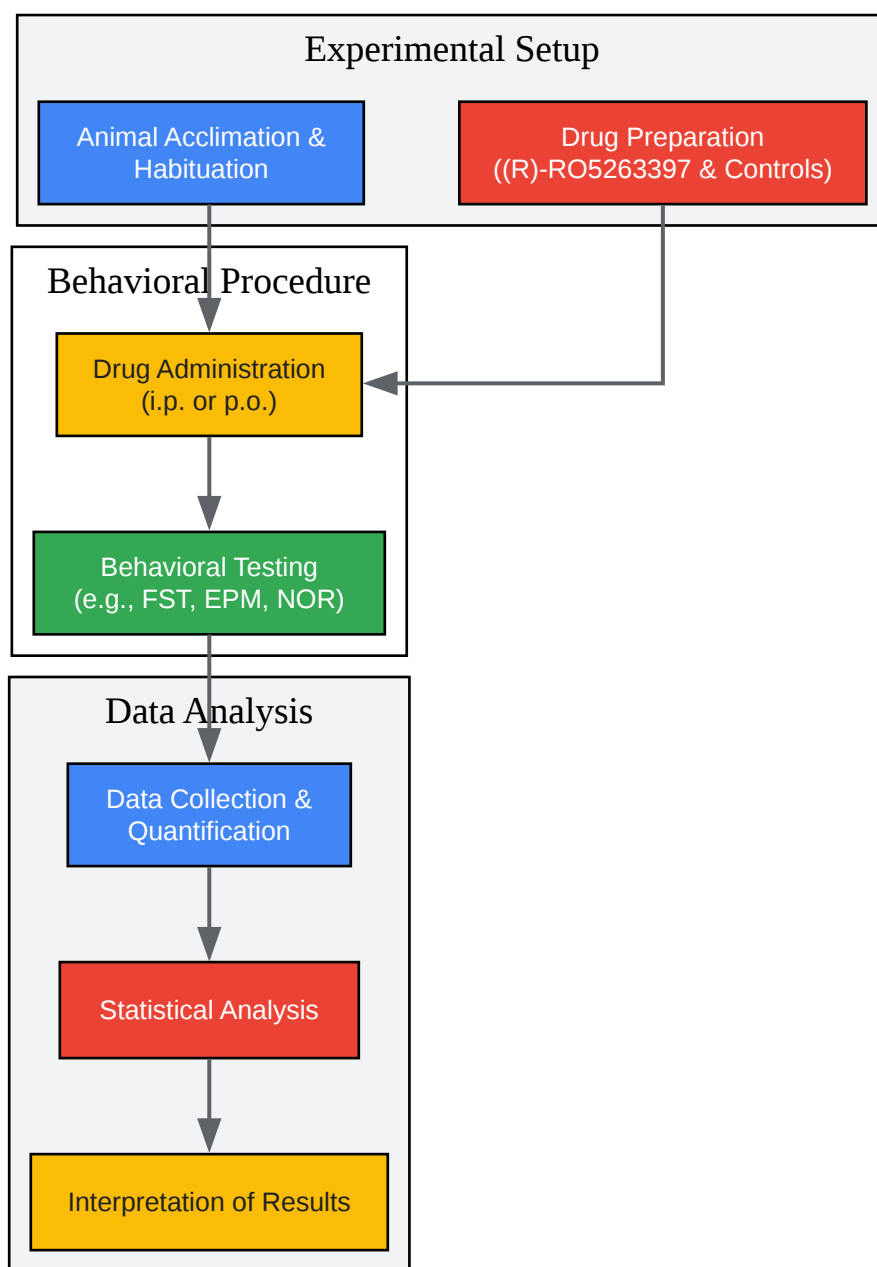 Experimental Setup
Animal Acclimation &
Habituation
Drug Preparation
((R)-RO5263397 & Controls)
Behavioral Procedure
Drug Administration
(i.p. or p.o.)
Behavioral Testing
(e.g., FST, EPM, NOR)
Data Analysis
Data Collection &
Quantification
Statistical Analysis
Interpretation of Results